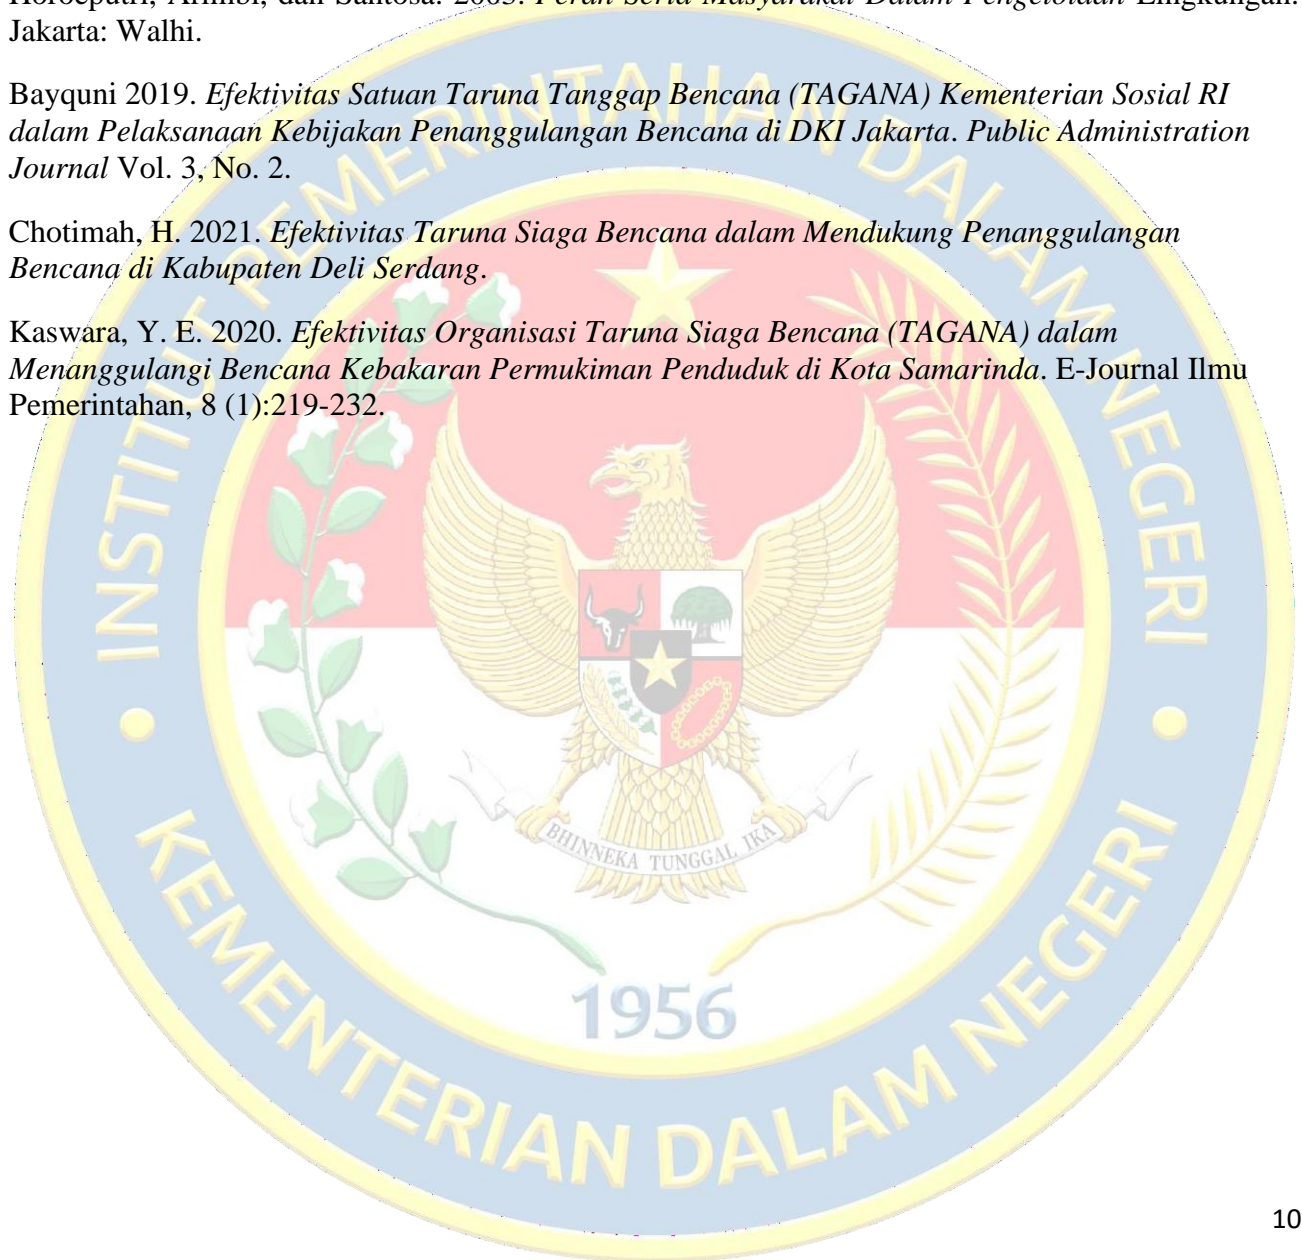 Jakarta: Walhi.
Bayquni 2019. Efektivitas Satuan Taruna Tanggap Bencana (TAGANA) Kementerian Sosial RI
dalam Pelaksanaan Kebijakan Penanggulangan Bencana di DKI Jakarta. Public Administration
Journal Vol. 3, No. 2.
Chotimah, H. 2021. Efektivitas Taruna Siaga Bencana dalam Mendukung Penanggulangan
Bencana di Kabupaten Deli Serdang.
Kaswara, Y. E. 2020. Efektivitas Organisasi Taruna Siaga Bencana (TAGANA) dalam
Menanggulangi Bencana Kebakaran Permukiman Penduduk di Kota Samarinda. E-Journal Ilmu
Pemerintahan, 8 (1):219-232.
INSTITUT PEMERINTAHAN DALAM NEGERI
BHINNEKA TUNGGAL IKA
1956
KEMENTERIAN DALAM NEGERI
10